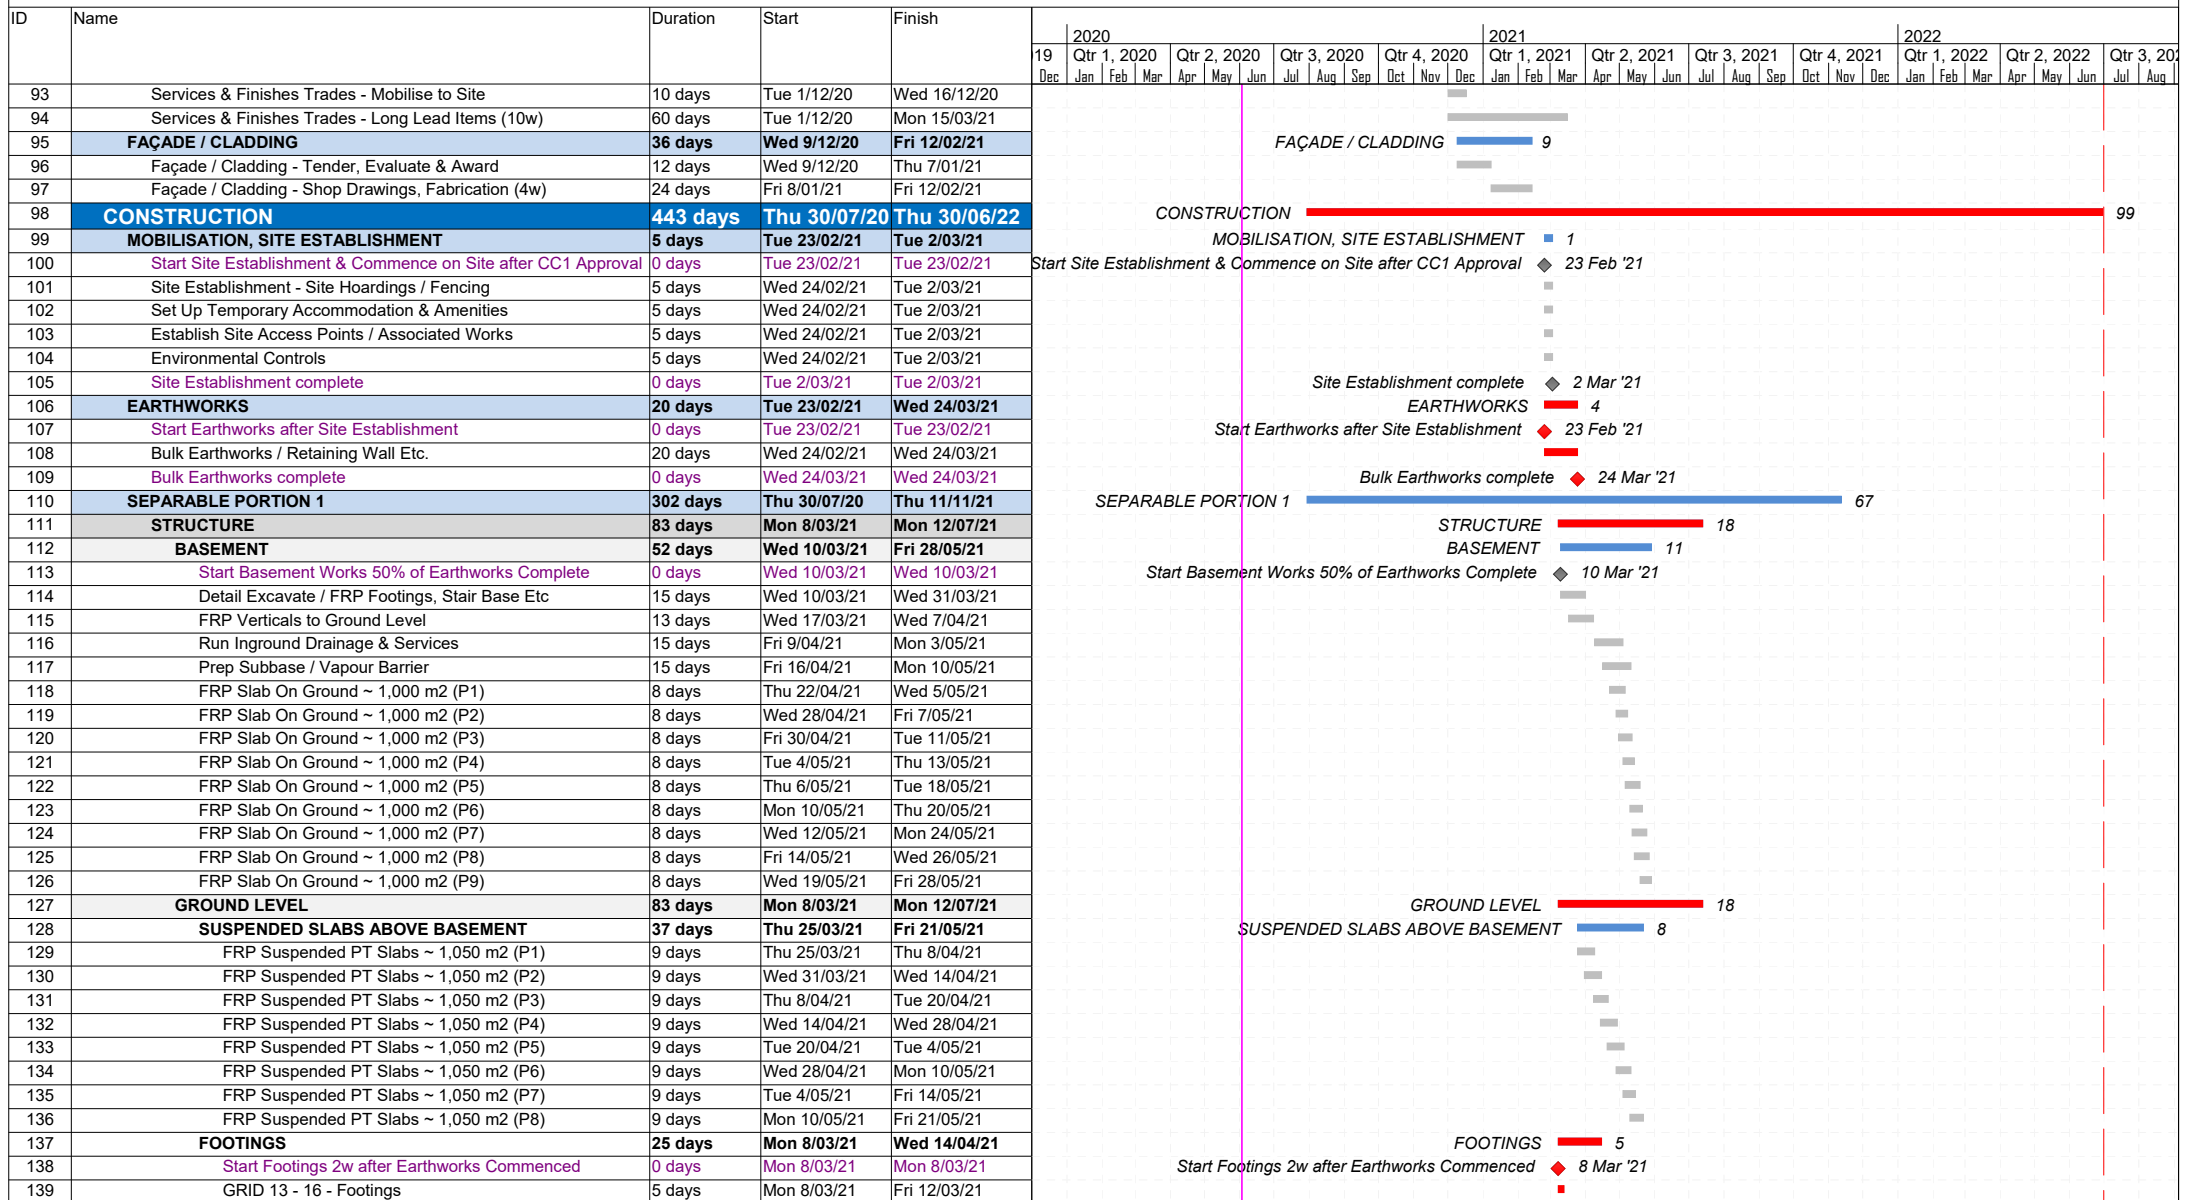 ID Name Duration Start Finish
2020 2021 2022
19 Qtr 1, 2020 Qtr 2, 2020 Qtr 3, 2020 Qtr 4, 2020 Qtr 1, 2021 Qtr 2, 2021 Qtr 3, 2021 Qtr 4, 2021 Qtr 1, 2022 Qtr 2, 2022 Qtr 3, 202
Dec Jan Feb Mar Apr May Jun Jul Aug Sep Oct Nov Dec Jan Feb Mar Apr May Jun Jul Aug Sep Oct Nov Dec Jan Feb Mar Apr May Jun Jul Aug
93 Services & Finishes Trades - Mobilise to Site 10 days Tue 1/12/20 Wed 16/12/20
94 Services & Finishes Trades - Long Lead Items (10w) 60 days Tue 1/12/20 Mon 15/03/21
95 FAÇADE / CLADDING 36 days Wed 9/12/20 Fri 12/02/21 FAÇADE / CLADDING 9
96 Façade / Cladding - Tender, Evaluate & Award 12 days Wed 9/12/20 Thu 7/01/21
97 Façade / Cladding - Shop Drawings, Fabrication (4w) 24 days Fri 8/01/21 Fri 12/02/21
98 CONSTRUCTION 443 days Thu 30/07/20 Thu 30/06/22 CONSTRUCTION 99
99 MOBILISATION, SITE ESTABLISHMENT 5 days Tue 23/02/21 Tue 2/03/21 MOBILISATION, SITE ESTABLISHMENT 1
100 Start Site Establishment & Commence on Site after CC1 Approval 0 days Tue 23/02/21 Tue 23/02/21 Start Site Establishment & Commence on Site after CC1 Approval 23 Feb '21
101 Site Establishment - Site Hoardings / Fencing 5 days Wed 24/02/21 Tue 2/03/21
102 Set Up Temporary Accommodation & Amenities 5 days Wed 24/02/21 Tue 2/03/21
103 Establish Site Access Points / Associated Works 5 days Wed 24/02/21 Tue 2/03/21
104 Environmental Controls 5 days Wed 24/02/21 Tue 2/03/21
105 Site Establishment complete 0 days Tue 2/03/21 Tue 2/03/21 Site Establishment complete 2 Mar '21
106 EARTHWORKS 20 days Tue 23/02/21 Wed 24/03/21 EARTHWORKS 4
107 Start Earthworks after Site Establishment 0 days Tue 23/02/21 Tue 23/02/21 Start Earthworks after Site Establishment 23 Feb '21
108 Bulk Earthworks / Retaining Wall Etc. 20 days Wed 24/02/21 Wed 24/03/21
109 Bulk Earthworks complete 0 days Wed 24/03/21 Wed 24/03/21 Bulk Earthworks complete 24 Mar '21
110 SEPARABLE PORTION 1 302 days Thu 30/07/20 Thu 11/11/21 SEPARABLE PORTION 1 67
111 STRUCTURE 83 days Mon 8/03/21 Mon 12/07/21 STRUCTURE 18
112 BASEMENT 52 days Wed 10/03/21 Fri 28/05/21 BASEMENT 11
113 Start Basement Works 50% of Earthworks Complete 0 days Wed 10/03/21 Wed 10/03/21 Start Basement Works 50% of Earthworks Complete 10 Mar '21
114 Detail Excavate / FRP Footings, Stair Base Etc 15 days Wed 10/03/21 Wed 31/03/21
115 FRP Verticals to Ground Level 13 days Wed 17/03/21 Wed 7/04/21
116 Run Inground Drainage & Services 15 days Fri 9/04/21 Mon 3/05/21
117 Prep Subbase / Vapour Barrier 15 days Fri 16/04/21 Mon 10/05/21
118 FRP Slab On Ground ~ 1,000 m2 (P1) 8 days Thu 22/04/21 Wed 5/05/21
119 FRP Slab On Ground ~ 1,000 m2 (P2) 8 days Wed 28/04/21 Fri 7/05/21
120 FRP Slab On Ground ~ 1,000 m2 (P3) 8 days Fri 30/04/21 Tue 11/05/21
121 FRP Slab On Ground ~ 1,000 m2 (P4) 8 days Tue 4/05/21 Thu 13/05/21
122 FRP Slab On Ground ~ 1,000 m2 (P5) 8 days Thu 6/05/21 Tue 18/05/21
123 FRP Slab On Ground ~ 1,000 m2 (P6) 8 days Mon 10/05/21 Thu 20/05/21
124 FRP Slab On Ground ~ 1,000 m2 (P7) 8 days Wed 12/05/21 Mon 24/05/21
125 FRP Slab On Ground ~ 1,000 m2 (P8) 8 days Fri 14/05/21 Wed 26/05/21
126 FRP Slab On Ground ~ 1,000 m2 (P9) 8 days Wed 19/05/21 Fri 28/05/21
127 GROUND LEVEL 83 days Mon 8/03/21 Mon 12/07/21 GROUND LEVEL 18
128 SUSPENDED SLABS ABOVE BASEMENT 37 days Thu 25/03/21 Fri 21/05/21 SUSPENDED SLABS ABOVE BASEMENT 8
129 FRP Suspended PT Slabs ~ 1,050 m2 (P1) 9 days Thu 25/03/21 Thu 8/04/21
130 FRP Suspended PT Slabs ~ 1,050 m2 (P2) 9 days Wed 31/03/21 Wed 14/04/21
131 FRP Suspended PT Slabs ~ 1,050 m2 (P3) 9 days Thu 8/04/21 Tue 20/04/21
132 FRP Suspended PT Slabs ~ 1,050 m2 (P4) 9 days Wed 14/04/21 Wed 28/04/21
133 FRP Suspended PT Slabs ~ 1,050 m2 (P5) 9 days Tue 20/04/21 Tue 4/05/21
134 FRP Suspended PT Slabs ~ 1,050 m2 (P6) 9 days Wed 28/04/21 Mon 10/05/21
135 FRP Suspended PT Slabs ~ 1,050 m2 (P7) 9 days Tue 4/05/21 Fri 14/05/21
136 FRP Suspended PT Slabs ~ 1,050 m2 (P8) 9 days Mon 10/05/21 Fri 21/05/21
137 FOOTINGS 25 days Mon 8/03/21 Wed 14/04/21 FOOTINGS 5
138 Start Footings 2w after Earthworks Commenced 0 days Mon 8/03/21 Mon 8/03/21 Start Footings 2w after Earthworks Commenced 8 Mar '21
139 GRID 13 - 16 - Footings 5 days Mon 8/03/21 Fri 12/03/21